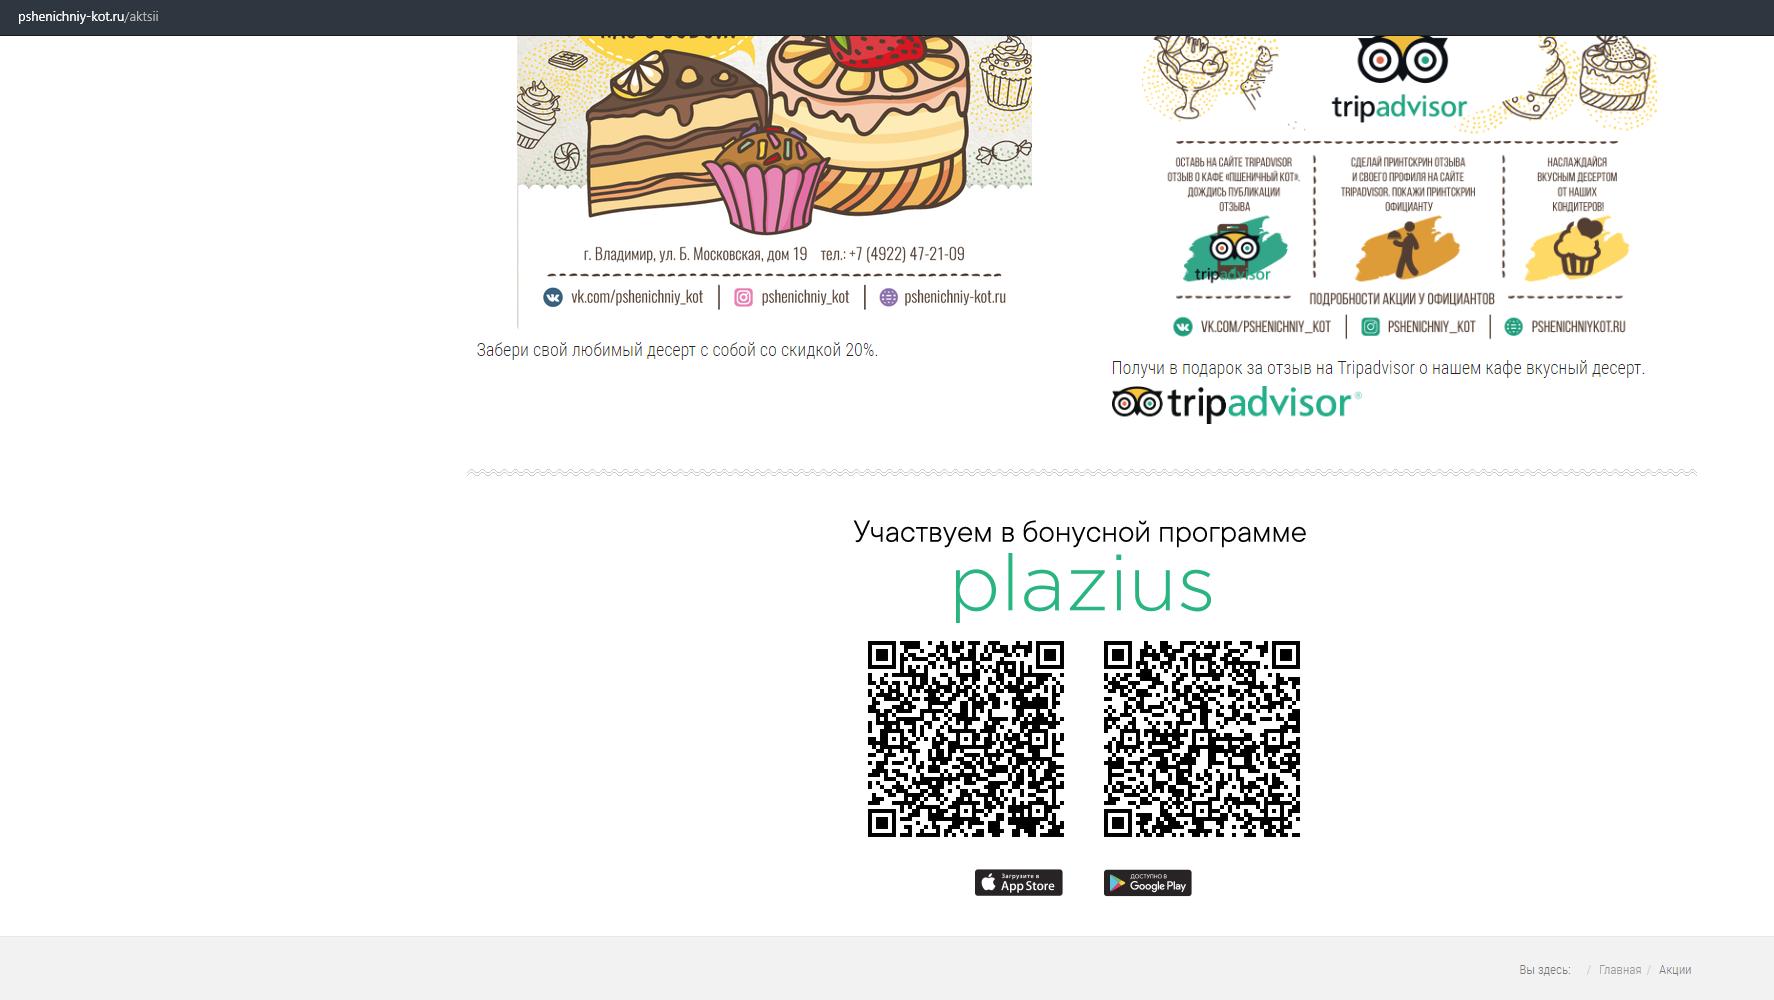 pshenichniy-kot.ru/aktsii
г. Владимир, ул. Б. Московская, дом 19 тел.: +7 (4922) 47-21-09
vk.com/pshenichniy_kot
pshenichniy_kot
pshenichniy-kot.ru
Забери свой любимый десерт с собой со скидкой 20%.
tripadvisor
ОСТАВЬ НА САЙТЕ TRIPADVISOR
ОТЗЫВ О КАФЕ «ПШЕНИЧНЫЙ КОТ».
ДОЖДИСЬ ПУБЛИКАЦИИ
ОТЗЫВА
tripadvisor
СДЕЛАЙ ПРИНТСКРИН ОТЗЫВА
И СВОЕГО ПРОФИЛЯ НА САЙТЕ
TRIPADVISOR. ПОКАЖИ ПРИНТСКРИН
ОФИЦИАНТУ
НАСЛАЖДАЙСЯ
ВКУСНЫМ ДЕСЕРТОМ
ОТ НАШИХ
КОНДИТЕРОВ!
ПОДРОБНОСТИ АКЦИИ У ОФИЦИАНТОВ
VK.COM/PSHENICHNIY_KOT
PSHENICHNIY_KOT
PSHENICHNIYKOT.RU
Получи в подарок за отзыв на Tripadvisor о нашем кафе вкусный десерт.
tripadvisor®
Участвуем в бонусной программе
plazius
Загрузите в
App Store
ДОСТУПНО В
Google Play
Вы здесь: / Главная / Акции